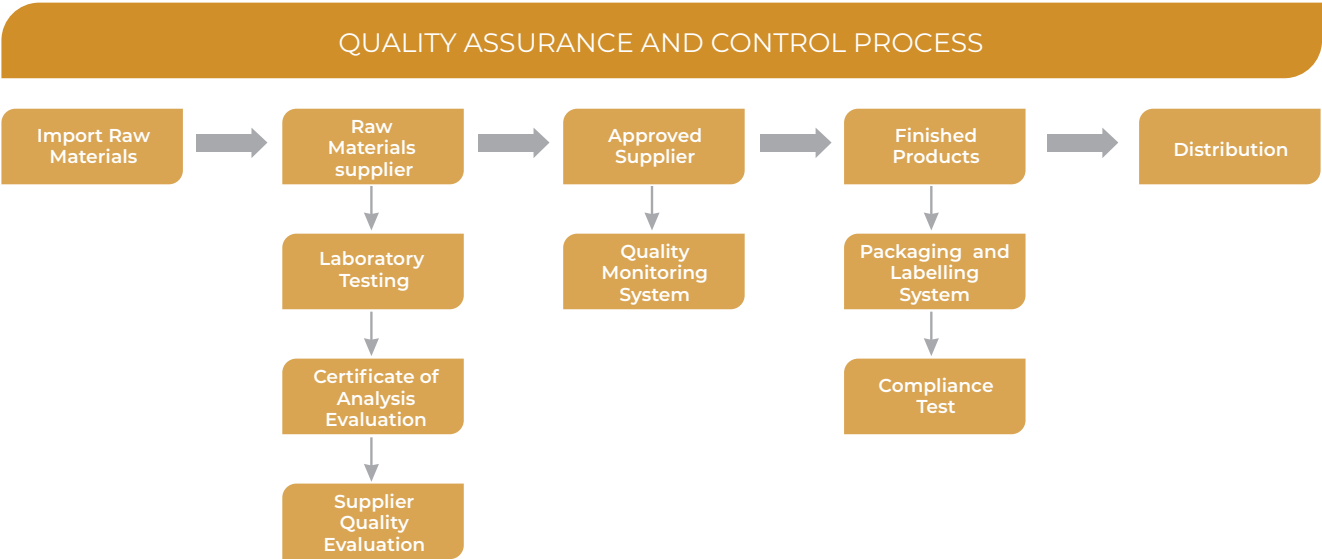 QUALITY ASSURANCE AND CONTROL PROCESS
Import Raw
Materials
Raw
Materials
supplier
Approved
Supplier
Finished
Products
Distribution
Laboratory
Testing
Quality
Monitoring
System
Packaging and
Labelling
System
Certificate of
Analysis
Evaluation
Compliance
Test
Supplier
Quality
Evaluation